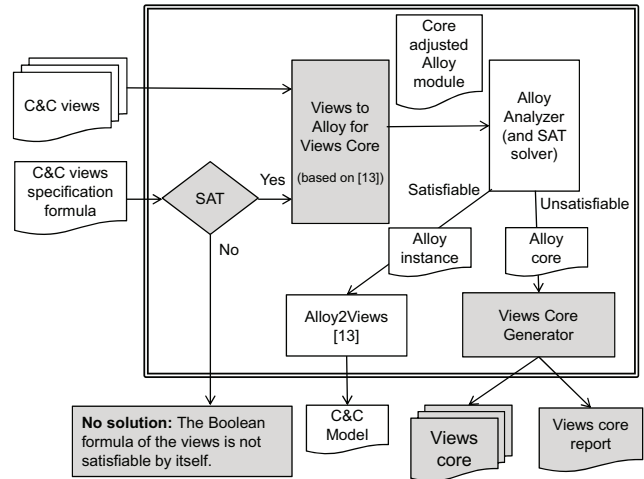 Core
adjusted
Alloy
module
C&C views
Views to
Alloy for
Views Core
(based on [13])
Alloy
Analyzer
(and SAT
solver)
C&C views
specification
formula
SAT
Yes
No
Satisfiable
Unsatisfiable
Alloy
instance
Alloy
core
Alloy2Views
[13]
Views Core
Generator
No solution: The Boolean
formula of the views is not
satisfiable by itself.
C&C
Model
Views
core
Views core
report